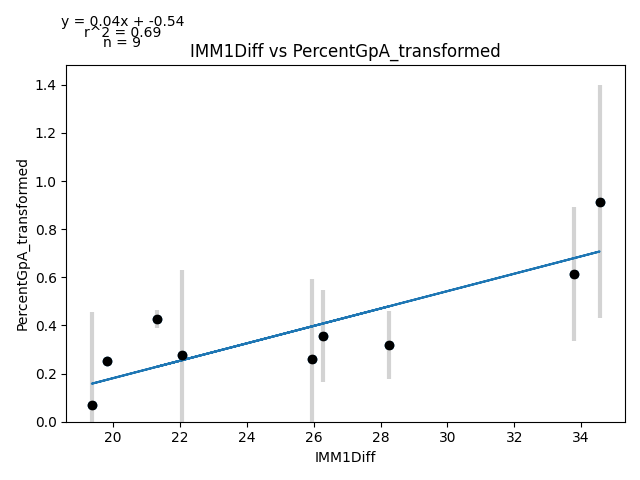 y = 0.04x + -0.54
r^2 = 0.69
n = 9
IMM1Diff vs PercentGpA_transformed
1.4
1.2
1.0
0.8
0.6
0.4
0.2
0.0
PercentGpA_transformed
20 22 24 26 28 30 32 34
IMM1Diff